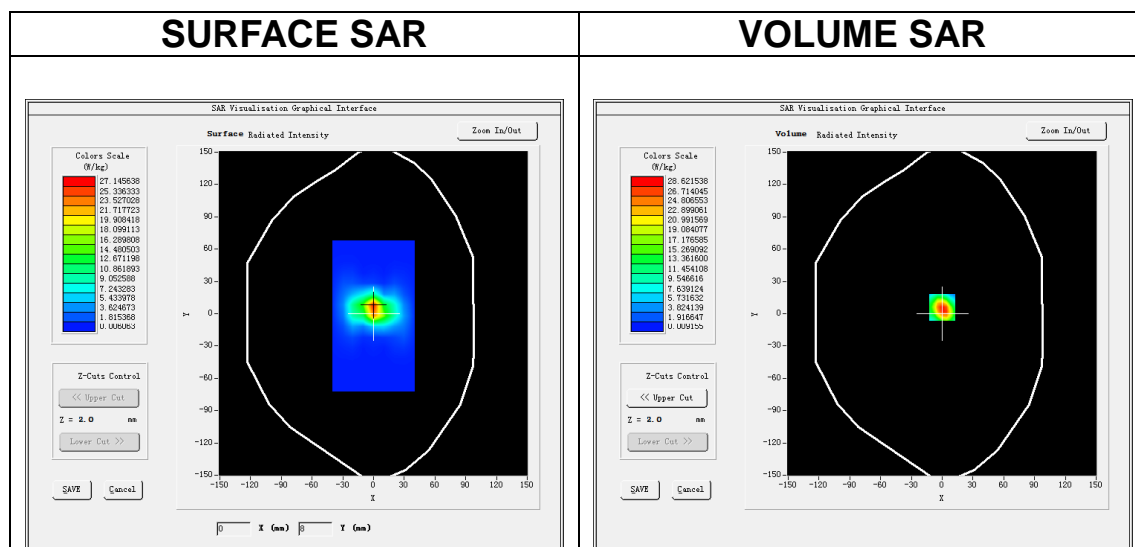 SURFACE SAR
VOLUME SAR
SAR Visualisation Graphical Interface
Surface Radiated Intensity
Zoom In/Out
Colors Scale
(W/kg)
27.145638
25.336333
23.527028
21.717723
19.908418
18.099113
16.289808
14.480503
12.671198
10.861893
9.052588
7.243283
5.433978
3.624673
1.815368
0.006063
150
120
90
60
30
0
-30
-60
-90
-120
-150
Y
-150 -120 -90 -60 -30 0 30 60 90 120 150
X
Z-Cuts Control
<< Upper Cut
Z = 2.0 mm
Lower Cut >>
SAVE Cancel
0 X (mm) 8 Y (mm)
SAR Visualisation Graphical Interface
Volume Radiated Intensity
Zoom In/Out
Colors Scale
(W/kg)
28.621538
26.714045
24.806553
22.899061
20.991569
19.084077
17.176585
15.269092
13.361600
11.454108
9.546616
7.639124
5.731632
3.824139
1.916647
0.009155
150
120
90
60
30
0
-30
-60
-90
-120
-150
Y
-150 -120 -90 -60 -30 0 30 60 90 120 150
X
Z-Cuts Control
<< Upper Cut
Z = 2.0 mm
Lower Cut >>
SAVE Cancel